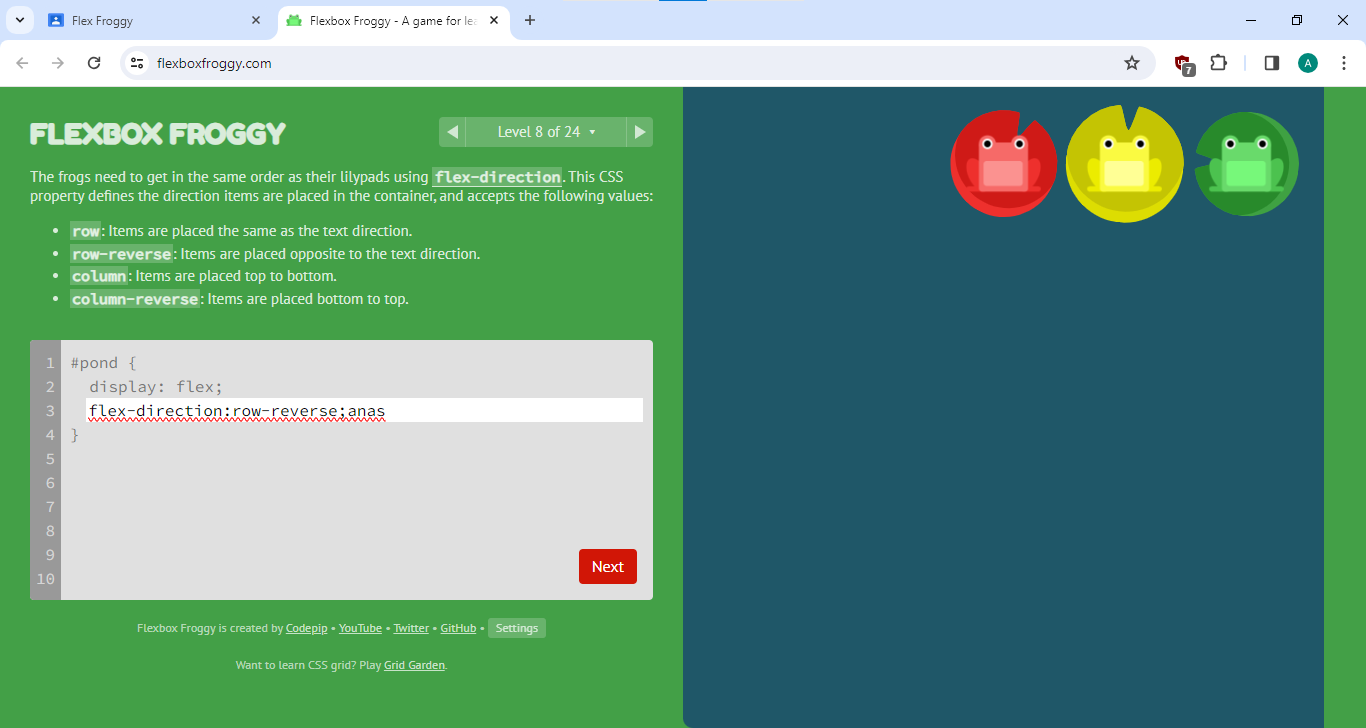 Flex Froggy
Flexbox Froggy - A game for lea
flexboxfroggy.com
7
A
FLEXBOX FROGGY
Level 8 of 24
The frogs need to get in the same order as their lilypads using flex-direction. This CSS
property defines the direction items are placed in the container, and accepts the following values:
• row: Items are placed the same as the text direction.
• row-reverse: Items are placed opposite to the text direction.
• column: Items are placed top to bottom.
• column-reverse: Items are placed bottom to top.
1 #pond {
2 display: flex;
3 flex-direction:row-reverse;anas
4 }
5
6
7
8
9
10
Next
Flexbox Froggy is created by Codepip • YouTube • Twitter • GitHub • Settings
Want to learn CSS grid? Play Grid Garden.